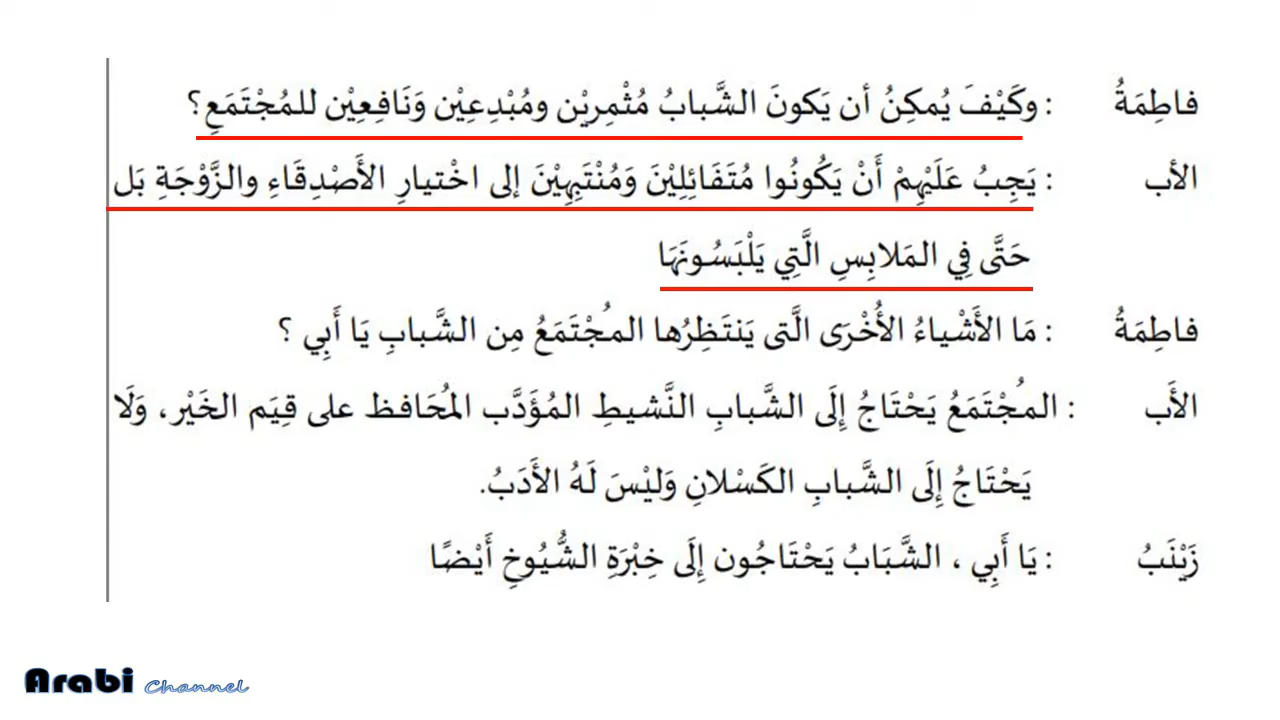 فاطِمَةُ : وكَيْفَ يُمكِنُ أن يَكونَ الشَّبابُ مُثْمِرِيْن ومُبْدِعِيْن وَنَافِعِيْن للمُجْتَمَعِ؟
الأب : يَجِبُ عَلَيْهِمْ أَنْ يَكُونُوا مُتَفَائِلِيْنَ وَمُنْتَبِهِيْنَ إلى اخْتيارِ الأَصْدِقَاءِ والزَّوْجَةِ بَل
حَتَّى فِي المَلابِسِ الَّتِي يَلْبَسُونَهَا
فاطِمَةُ : مَا الأَشْياءُ الأُخْرَى الَّتى يَنتَظِرُها المُجْتَمَعُ مِن الشَّبابِ يَا أَبِي ؟
الأَب : المُجْتَمَعُ يَحْتَاجُ إِلَى الشَّبابِ النَّشيطِ المُؤَدَّب المُحَافظ على قِيَم الخَيْر، وَلَا
يَحْتَاجُ إِلَى الشَّبابِ الكَسْلانِ وَليْسَ لَهُ الأَدَبُ.
زَيْنَبُ : يَا أَبِي ، الشَّبَابُ يَحْتَاجُون إِلَى خِبْرَةِ الشُّيُوخِ أَيْضًا
Arabi Channel